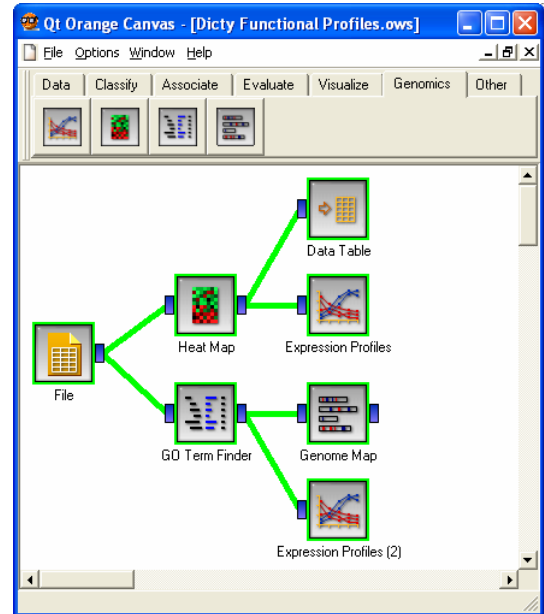 Qt Orange Canvas - [Dicty Functional Profiles.ows]
File Options Window Help
Data Classify Associate Evaluate Visualize Genomics Other
Data Table
Heat Map Expression Profiles
File
GO Term Finder Genome Map
Expression Profiles (2)